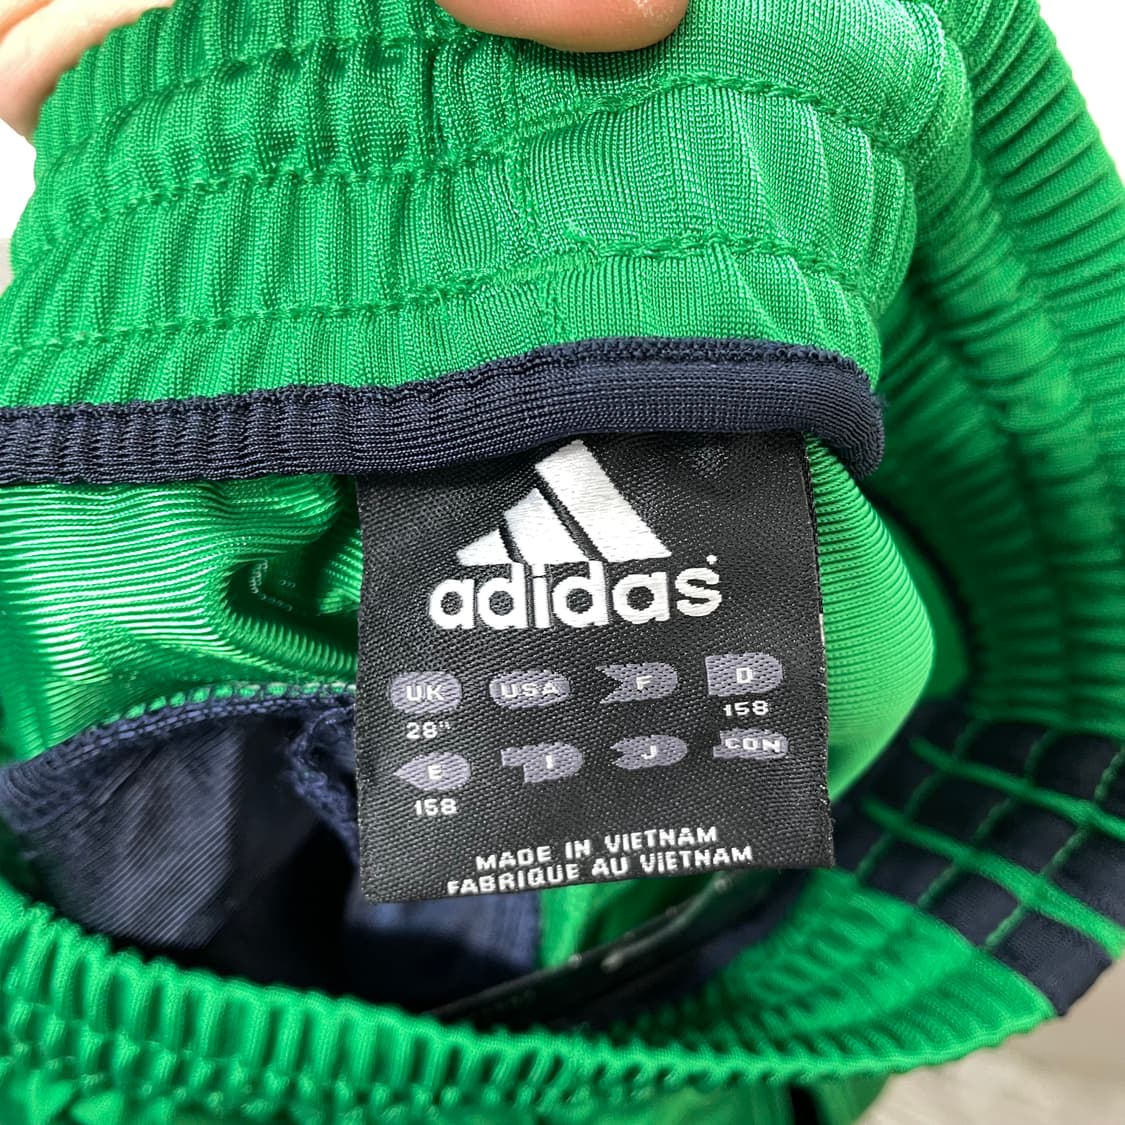 adidas
UK USA F D
28" 158
E I J CON
158
MADE IN VIETNAM
FABRIQUE AU VIETNAM